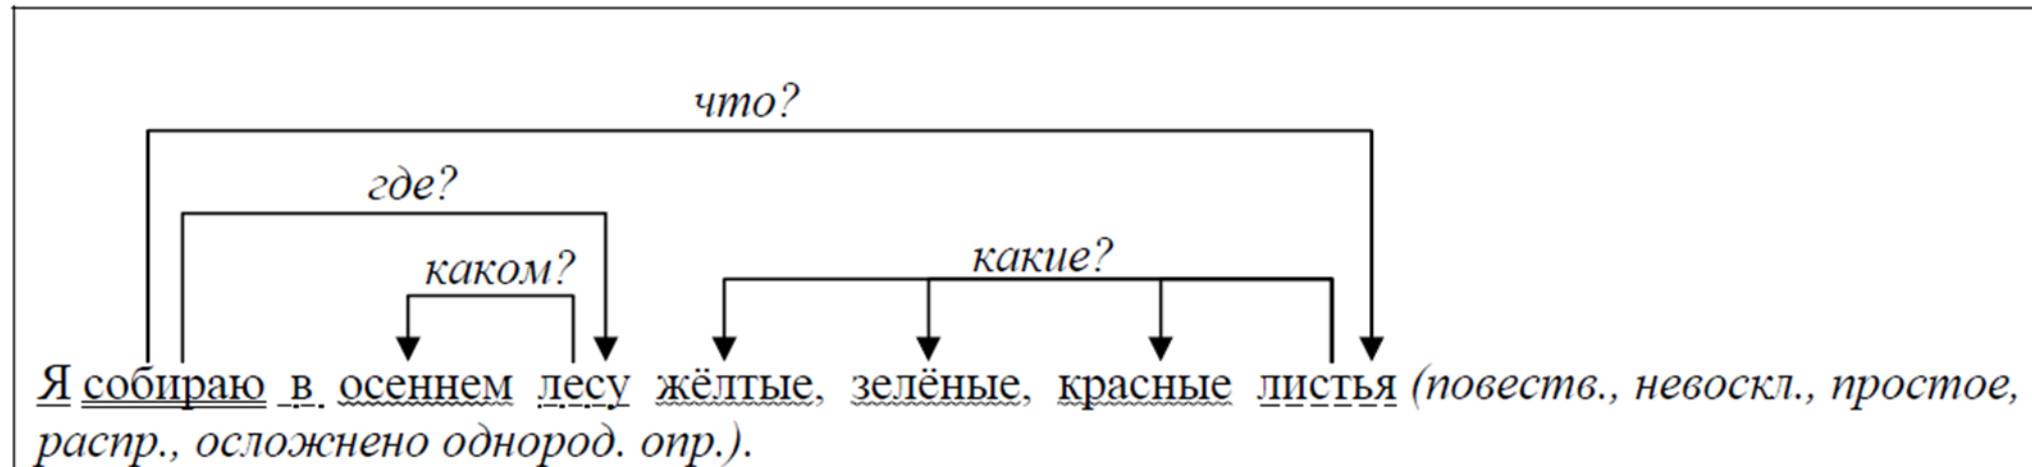 что?
где?
каком?
какие?
Я собираю в осеннем лесу жёлтые, зелёные, красные листья (повеств., невоскл., простое,
распр., осложнено однород. опр.).